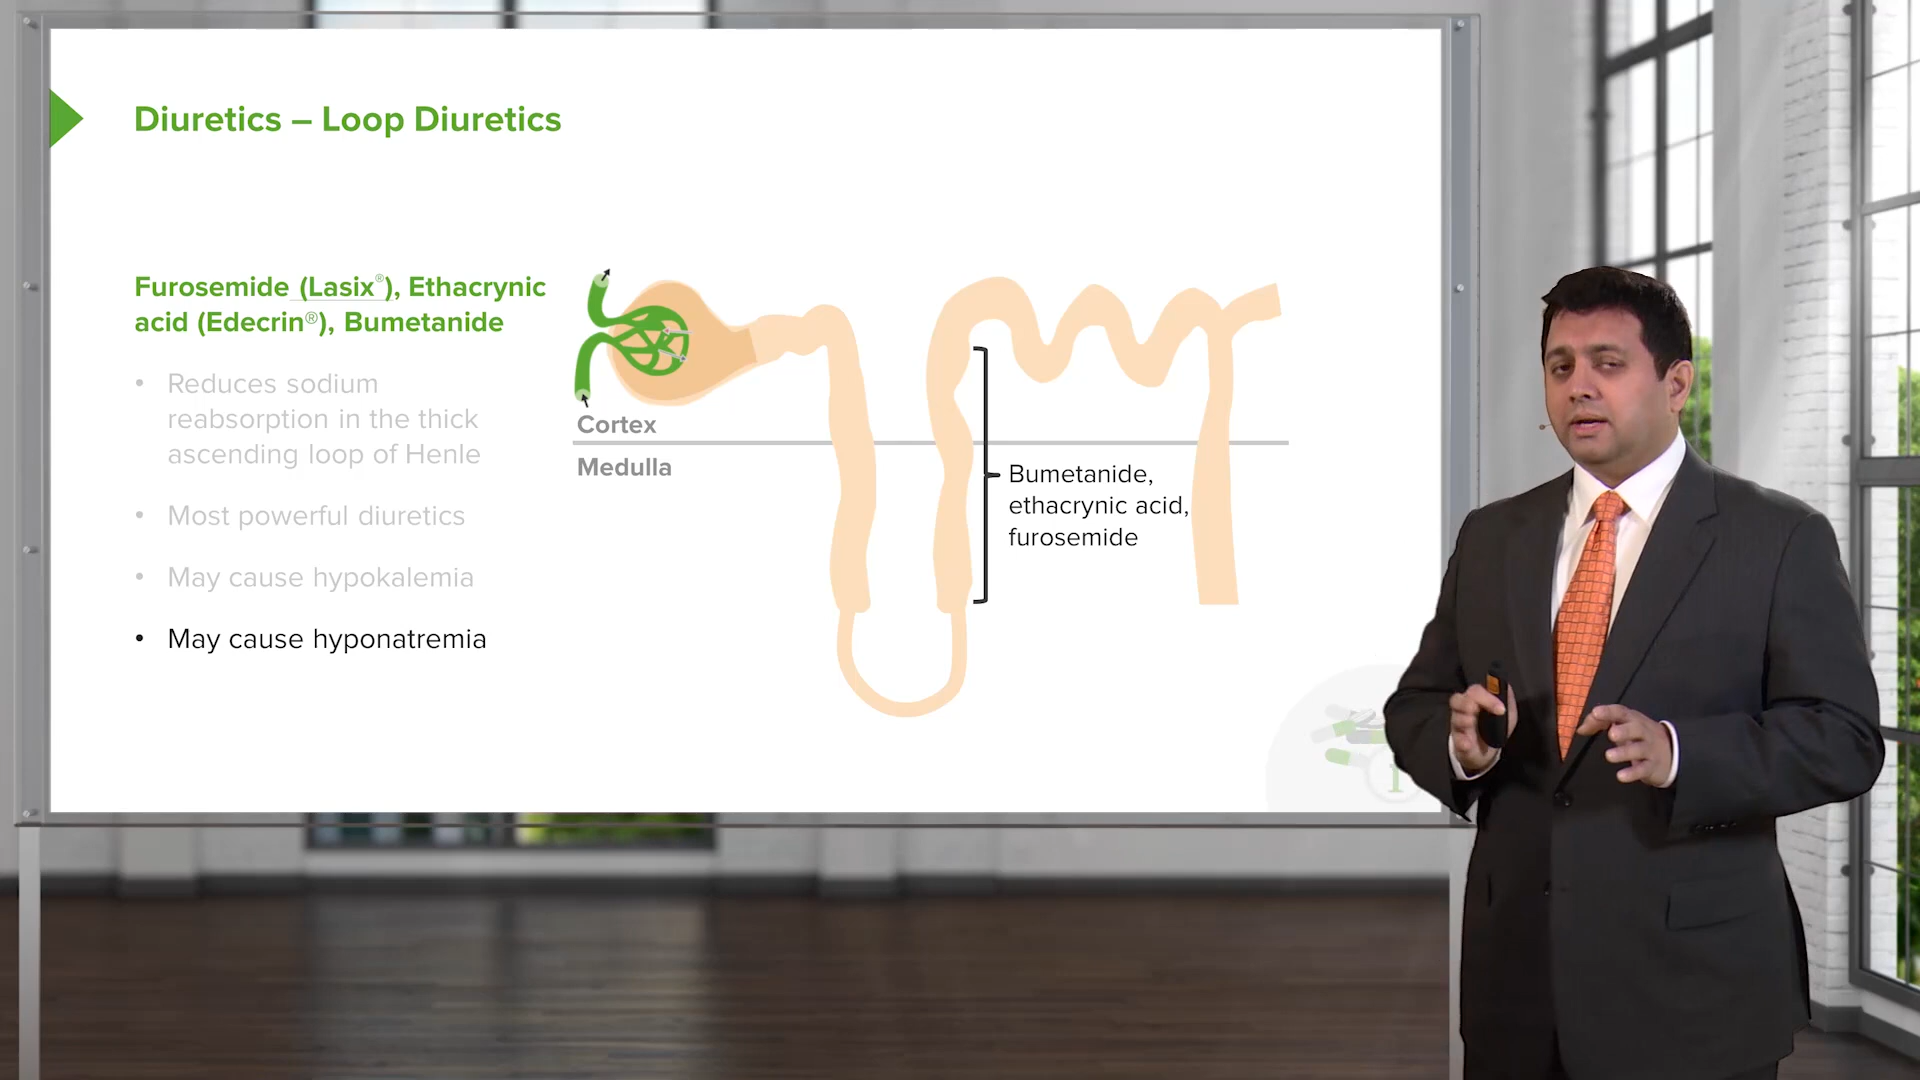 Diuretics – Loop Diuretics
Furosemide (Lasix®), Ethacrynic
acid (Edecrin®), Bumetanide
• Reduces sodium
reabsorption in the thick
ascending loop of Henle
• Most powerful diuretics
• May cause hypokalemia
• May cause hyponatremia
Cortex
Medulla
Bumetanide,
ethacrynic acid,
furosemide
1